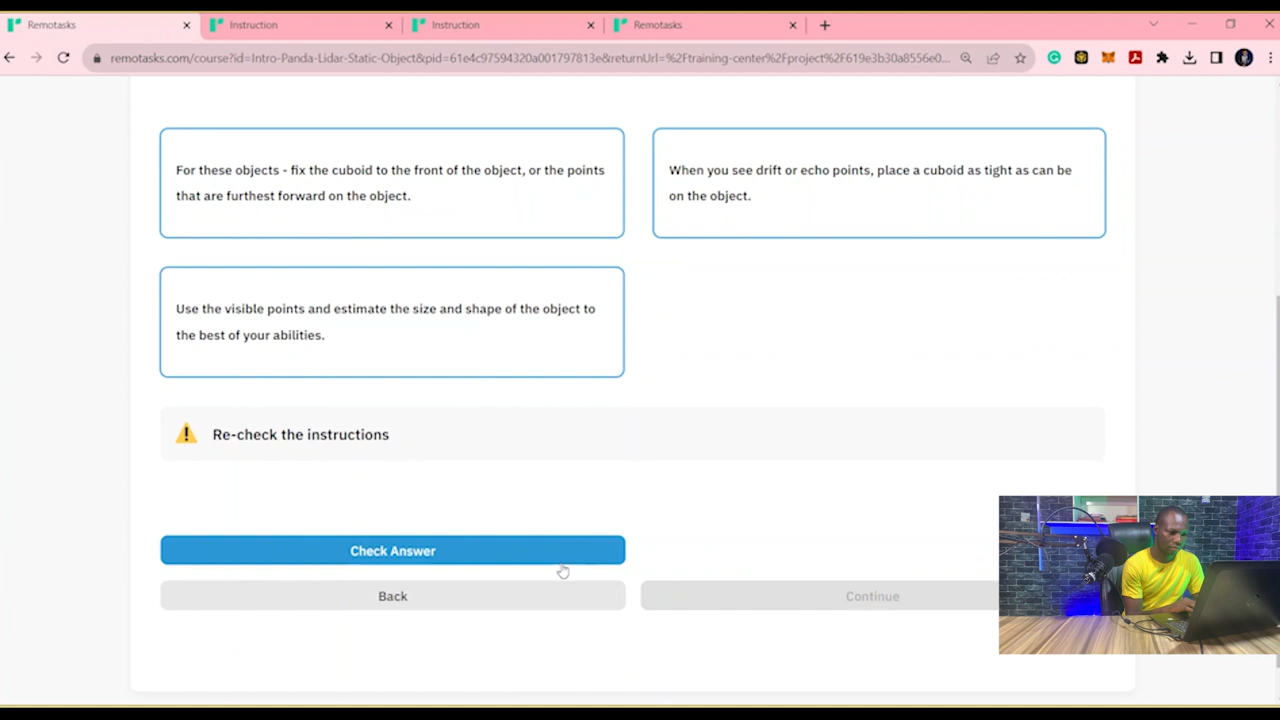 Remotasks
Instruction
Instruction
Remotasks
remotasks.com/course?id=Intro-Panda-Lidar-Static-Object&pid=61e4c97594320a001797813e&returnUrl=%2Ftraining-center%2Fproject%2F619e3b30a8556e0...
For these objects - fix the cuboid to the front of the object, or the points
that are furthest forward on the object.
When you see drift or echo points, place a cuboid as tight as can be
on the object.
Use the visible points and estimate the size and shape of the object to
the best of your abilities.
Re-check the instructions
Check Answer
Back
Continue